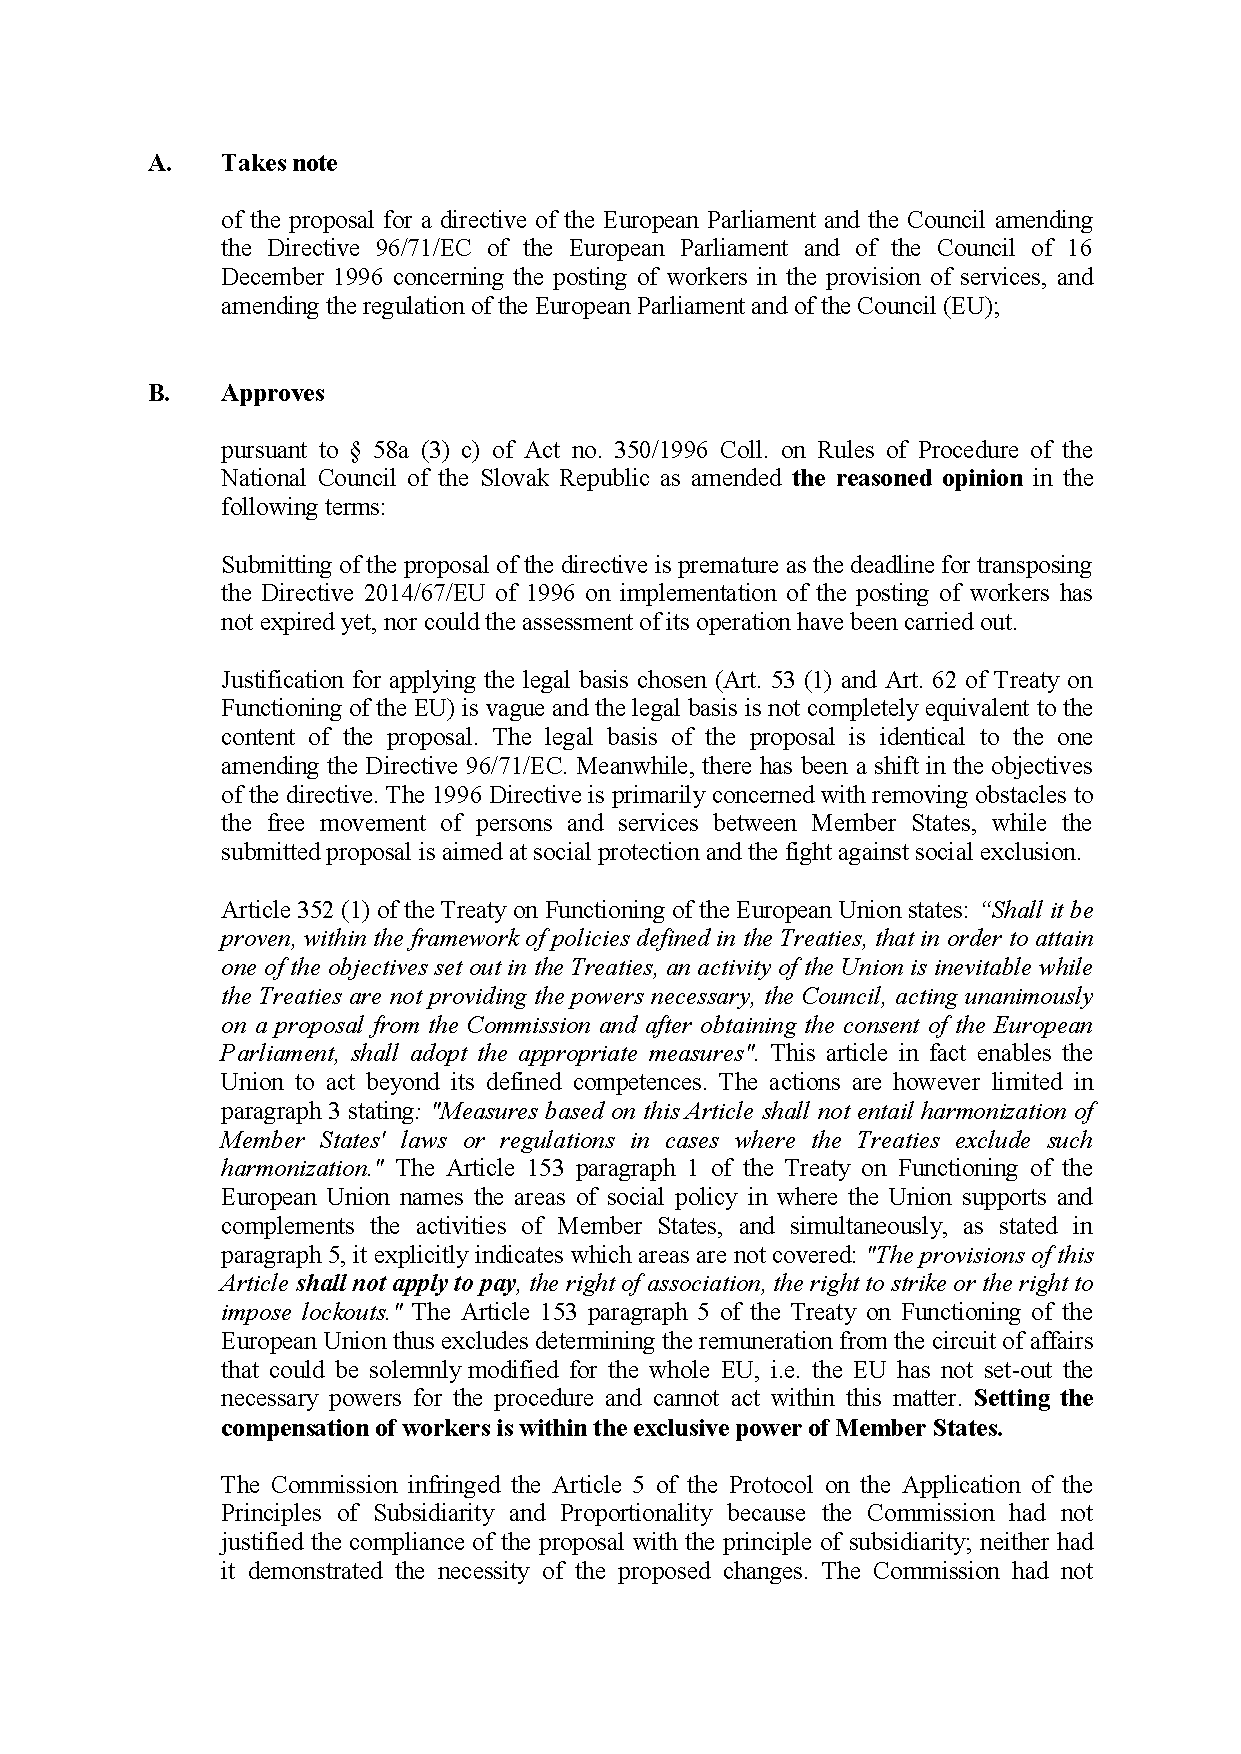 A. Takes note
of the proposal for a directive of the European Parliament and the Council amending
the Directive 96/71/EC of the European Parliament and of the Council of 16
December 1996 concerning the posting of workers in the provision of services, and
amending the regulation of the European Parliament and of the Council (EU);
B. Approves
pursuant to § 58a (3) c) of Act no. 350/1996 Coll. on Rules of Procedure of the
National Council of the Slovak Republic as amended the reasoned opinion in the
following terms:
Submitting of the proposal of the directive is premature as the deadline for transposing
the Directive 2014/67/EU of 1996 on implementation of the posting of workers has
not expired yet, nor could the assessment of its operation have been carried out.
Justification for applying the legal basis chosen (Art. 53 (1) and Art. 62 of Treaty on
Functioning of the EU) is vague and the legal basis is not completely equivalent to the
content of the proposal. The legal basis of the proposal is identical to the one
amending the Directive 96/71/EC. Meanwhile, there has been a shift in the objectives
of the directive. The 1996 Directive is primarily concerned with removing obstacles to
the free movement of persons and services between Member States, while the
submitted proposal is aimed at social protection and the fight against social exclusion.
Article 352 (1) of the Treaty on Functioning of the European Union states: “Shall it be
proven, within the framework of policies defined in the Treaties, that in order to attain
one of the objectives set out in the Treaties, an activity of the Union is inevitable while
the Treaties are not providing the powers necessary, the Council, acting unanimously
on a proposal from the Commission and after obtaining the consent of the European
Parliament, shall adopt the appropriate measures". This article in fact enables the
Union to act beyond its defined competences. The actions are however limited in
paragraph 3 stating: "Measures based on this Article shall not entail harmonization of
Member States' laws or regulations in cases where the Treaties exclude such
harmonization." The Article 153 paragraph 1 of the Treaty on Functioning of the
European Union names the areas of social policy in where the Union supports and
complements the activities of Member States, and simultaneously, as stated in
paragraph 5, it explicitly indicates which areas are not covered: "The provisions of this
Article shall not apply to pay, the right of association, the right to strike or the right to
impose lockouts." The Article 153 paragraph 5 of the Treaty on Functioning of the
European Union thus excludes determining the remuneration from the circuit of affairs
that could be solemnly modified for the whole EU, i.e. the EU has not set-out the
necessary powers for the procedure and cannot act within this matter. Setting the
compensation of workers is within the exclusive power of Member States.
The Commission infringed the Article 5 of the Protocol on the Application of the
Principles of Subsidiarity and Proportionality because the Commission had not
justified the compliance of the proposal with the principle of subsidiarity; neither had
it demonstrated the necessity of the proposed changes. The Commission had not